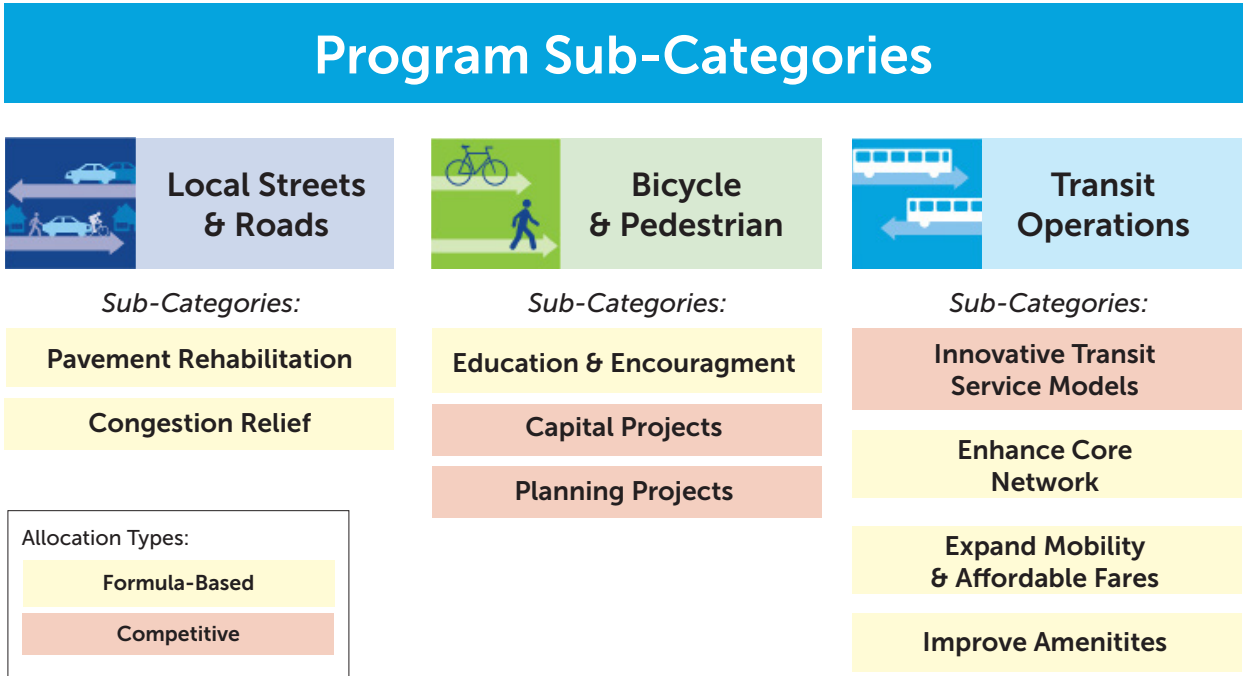 Program Sub-Categories
Local Streets
& Roads
Sub-Categories:
Pavement Rehabilitation
Congestion Relief
Allocation Types:
Formula-Based
Competitive
Bicycle
& Pedestrian
Sub-Categories:
Education & Encouragment
Capital Projects
Planning Projects
Transit
Operations
Sub-Categories:
Innovative Transit
Service Models
Enhance Core
Network
Expand Mobility
& Affordable Fares
Improve Amenitites